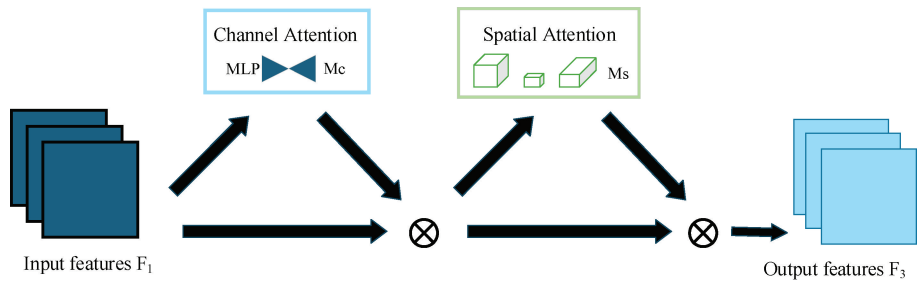 Channel Attention
MLP Mc
Spatial Attention
Ms
Input features F₁
Output features F₃